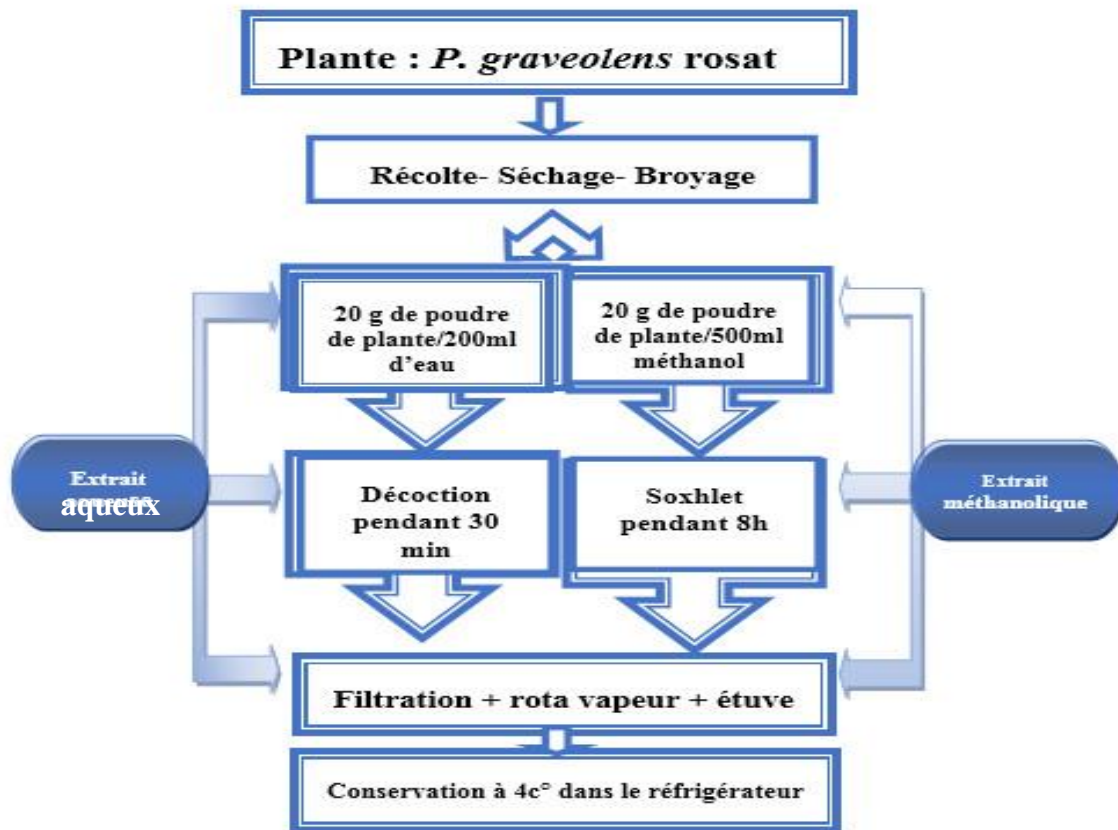 Plante : P. graveolens rosat
Récolte- Séchage- Broyage
20 g de poudre
de plante/200ml
d’eau
20 g de poudre
de plante/500ml
méthanol
Extrait
aqueux
Décoction
pendant 30
min
Soxhlet
pendant 8h
Extrait
méthanolique
Filtration + rota vapeur + étuve
Conservation à 4c° dans le réfrigérateur